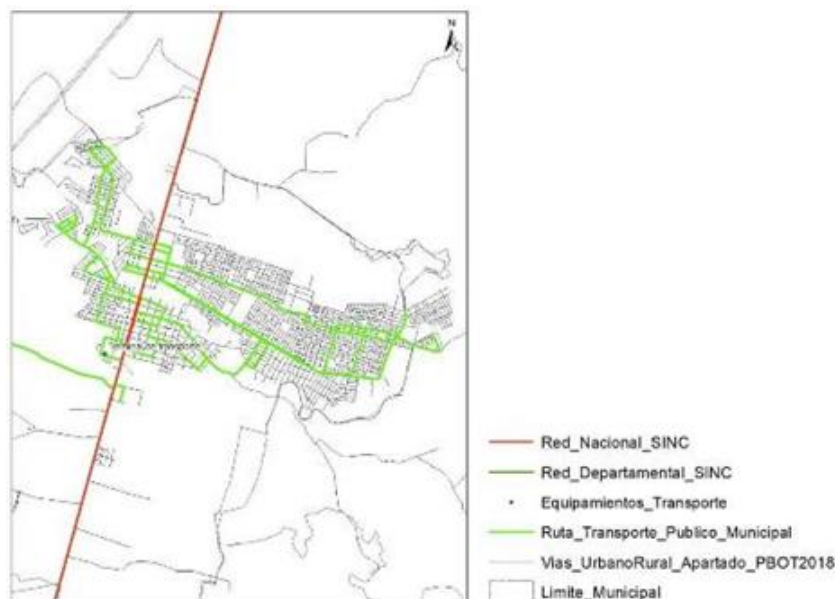 N
Red_Nacional_SINC
Red_Departamental_SINC
Equipamientos_Transporte
Ruta_Transporte_Publico_Municipal
Vias_UrbanoRural_Apartado_PBOT2018
Limite_Municipal